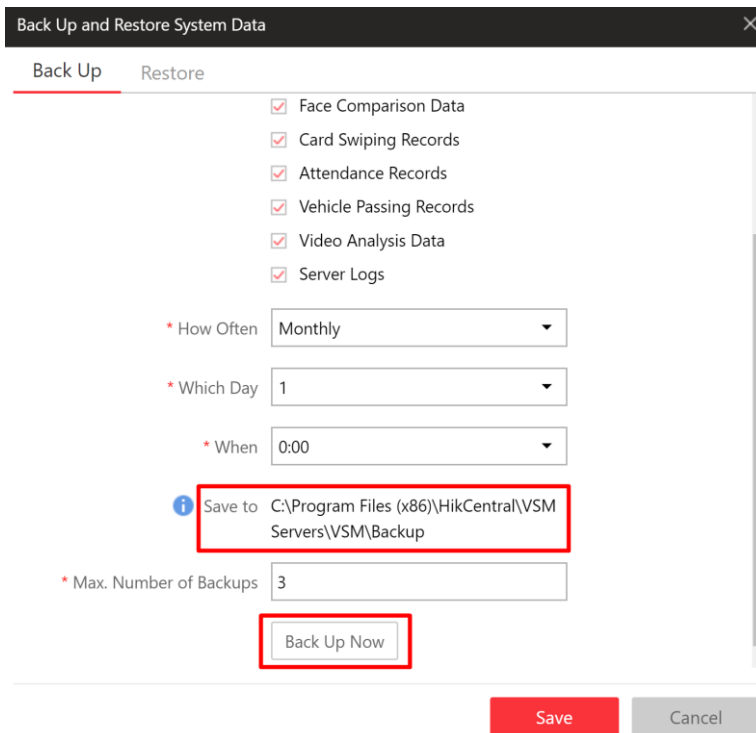 Back Up and Restore System Data
Back Up Restore
Face Comparison Data
Card Swiping Records
Attendance Records
Vehicle Passing Records
Video Analysis Data
Server Logs
* How Often Monthly
* Which Day 1
* When 0:00
Save to C:\Program Files (x86)\HikCentral\VSM
Servers\VSM\Backup
* Max. Number of Backups 3
Back Up Now
Save Cancel